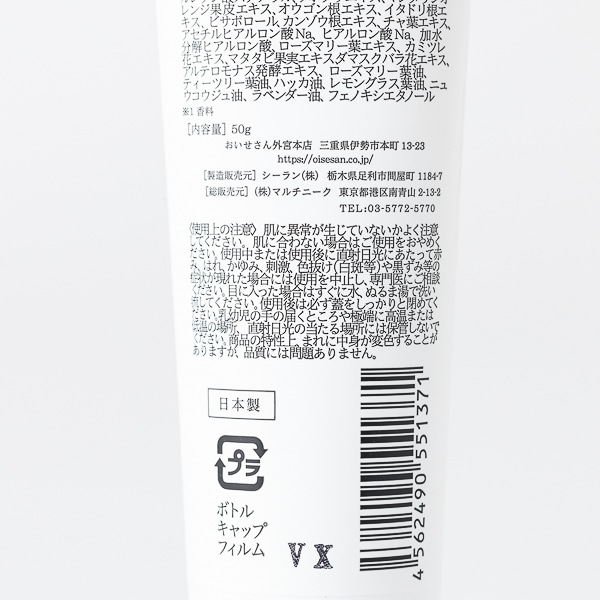 レンジ果皮エキス、オウゴン根エキス、イタドリ根エ
キス、ビサボロール、カンゾウ根エキス、チャ葉エキス、
アセチルヒアルロン酸Na、ヒアルロン酸Na、加水
分解ヒアルロン酸、ローズマリー葉エキス、カミツレ
花エキス、マタタビ果実エキスダマスクバラ花エキス、
アルテロモナス発酵エキス、ローズマリー葉油、
ティーツリー葉油、ハッカ油、レモングラス葉油、ニュ
ウコウジュ油、ラベンダー油、フェノキシエタノール
※1 香料
［内容量］50g
おいせさん外宮本店 三重県伊勢市本町13-23
https://oisesan.co.jp/
［製造販売元］シーラン(株) 栃木県足利市問屋町1184-7
［総販売元］(株)マルチニーク 東京都港区南青山2-13-2
TEL:03-5772-5770
〈使用上の注意〉肌に異常が生じていないかよく注意
してください。肌に合わない場合はご使用をおやめく
ださい。使用中または使用後に直射日光にあたって赤
み、はれ、かゆみ、刺激、色抜け(白斑等)や黒ずみ等の
症状が現れた場合には使用を中止し、専門医にご相談
ください。目に入った場合はすぐに水、ぬるま湯で洗い
流してください。使用後は必ず蓋をしっかりと閉めてく
ださい。乳幼児の手の届くところや極端に高温または
低温の場所、直射日光の当たる場所には保管しないで
ください。商品の特性上、まれに中身が変色することが
ありますが、品質には問題ありません。
日本製
プラ
ボトル
キャップ
フィルム
VX
4562490551371